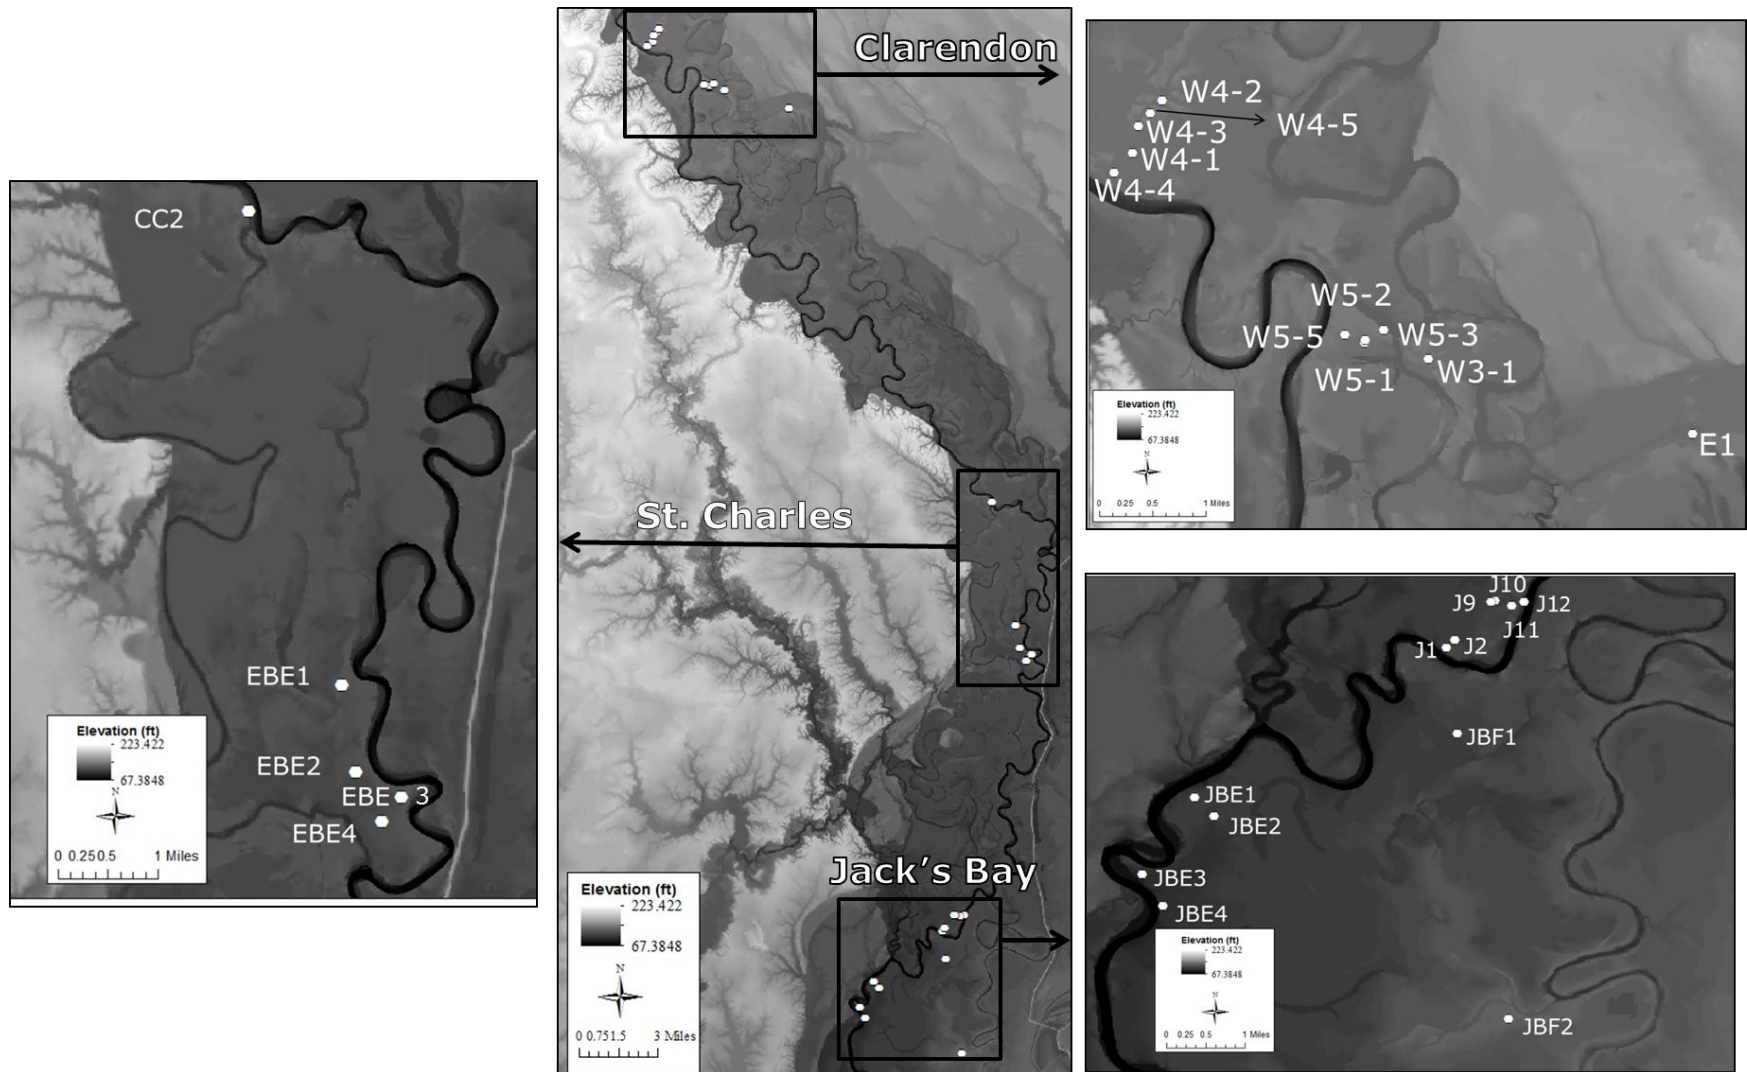 CC2
EBE1
EBE2
EBE 3
EBE4
Elevation (ft)
223.422
67.3848
N
0 0.25 0.5 1 Miles
Clarendon
St. Charles
Jack's Bay
Elevation (ft)
223.422
67.3848
N
0 0.75 1.5 3 Miles
W4-2
W4-5
W4-3
W4-1
W4-4
W5-2
W5-5
W5-3
W5-1
W3-1
E1
Elevation (ft)
223.422
67.3848
N
0 0.25 0.5 1 Miles
J10
J9
J12
J11
J1
J2
JBF1
JBE1
JBE2
JBE3
JBE4
JBF2
Elevation (ft)
223.422
67.3848
N
0 0.25 0.5 1 Miles